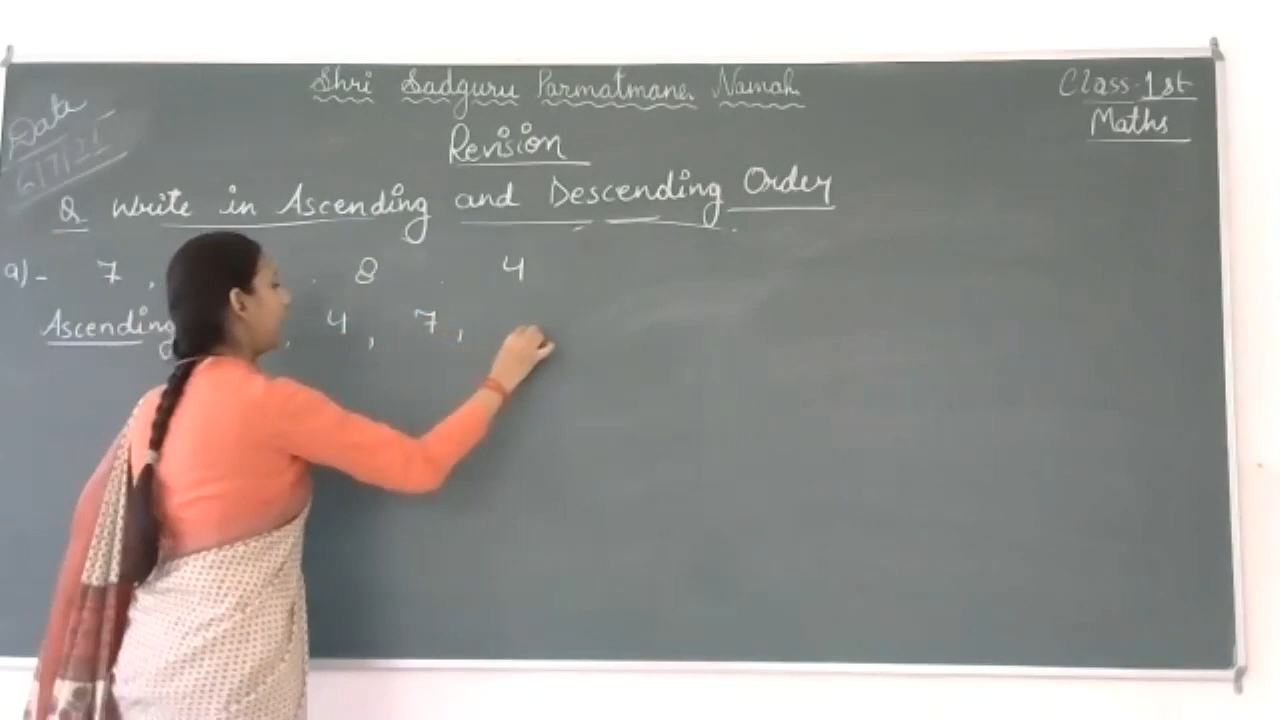 Shri Sadguru Parmatmane Namah
Class-1st
Maths
Date
6/7/21
Revision
Q Write in Ascending and Descending Order
a)- 7, . 8 . 4
Ascending , 4, 7,